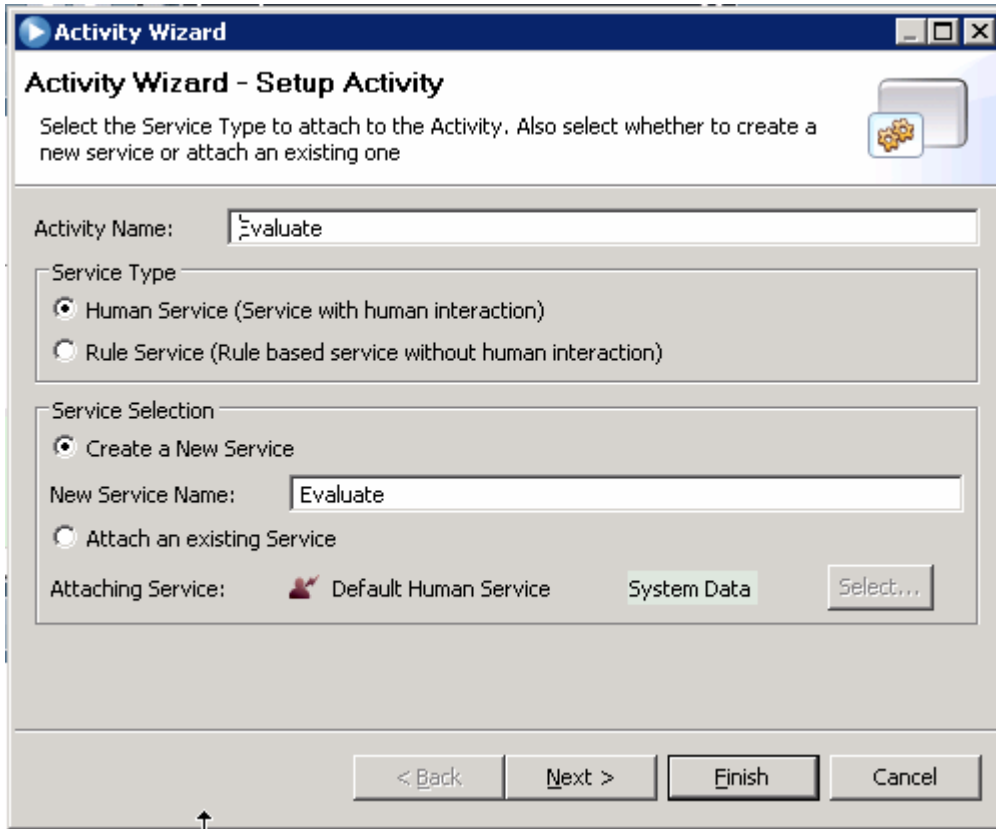 Activity Wizard
Activity Wizard - Setup Activity
Select the Service Type to attach to the Activity. Also select whether to create a
new service or attach an existing one
Activity Name: Evaluate
Service Type
Human Service (Service with human interaction)
Rule Service (Rule based service without human interaction)
Service Selection
Create a New Service
New Service Name: Evaluate
Attach an existing Service
Attaching Service: Default Human Service System Data Select...
< Back Next > Finish Cancel